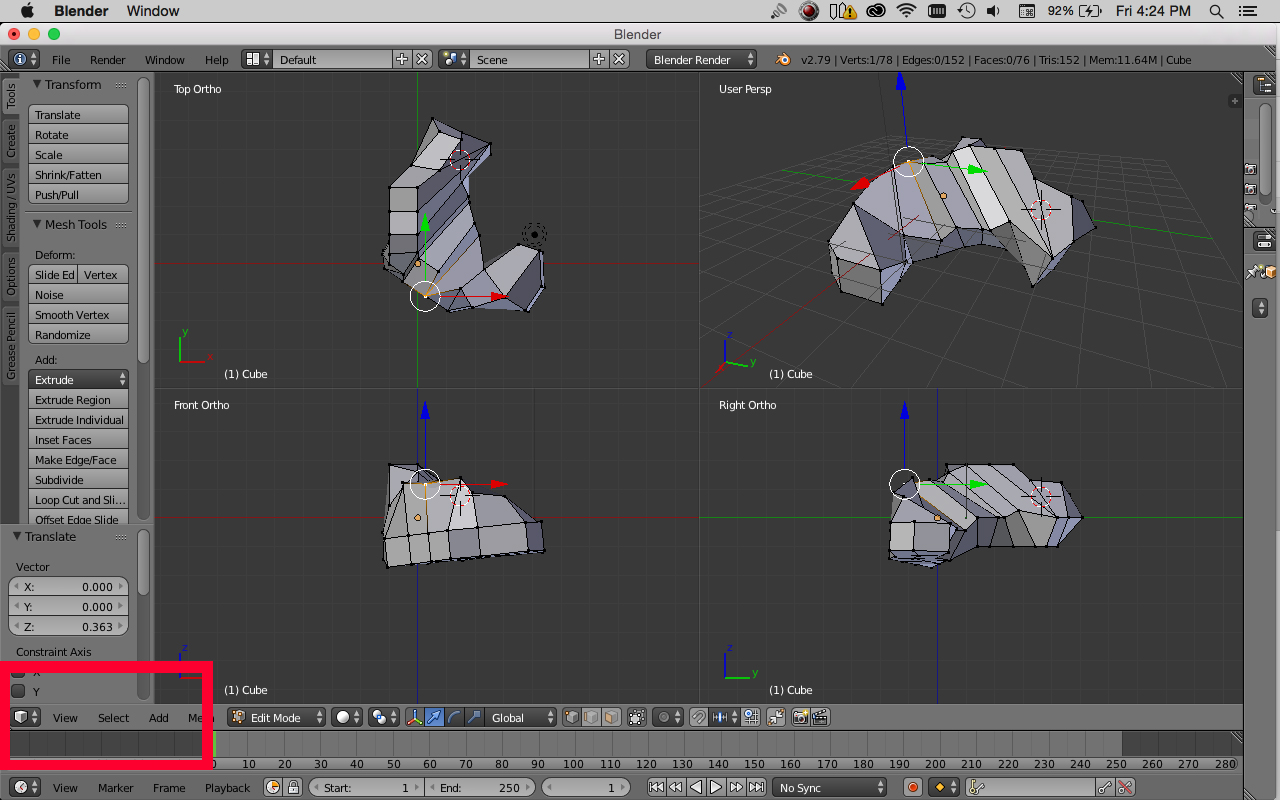 Blender Window 92% Fri 4:24 PM
Blender
File Render Window Help Default Scene Blender Render v2.79 | Verts:1/78 | Edges:0/152 | Faces:0/76 | Tris:152 | Mem:11.64M | Cube
Tools
Create
Shading / UVs
Options
Grease Pencil
Transform
Translate
Rotate
Scale
Shrink/Fatten
Push/Pull
Mesh Tools
Deform:
Slide Ed Vertex
Noise
Smooth Vertex
Randomize
Add:
Extrude
Extrude Region
Extrude Individual
Inset Faces
Make Edge/Face
Subdivide
Loop Cut and Sli...
Offset Edge Slide
Translate
Vector
X: 0.000
Y: 0.000
Z: 0.363
Constraint Axis
X
Y
Top Ortho
y
x
(1) Cube
User Persp
z
y
x
(1) Cube
Front Ortho
z
(1) Cube
Right Ortho
z
y
(1) Cube
View Select Add Edit Mode Global
0 10 20 30 40 50 60 70 80 90 100 110 120 130 140 150 160 170 180 190 200 210 220 230 240 250 260 270 280
View Marker Frame Playback Start: 1 End: 250 1 No Sync